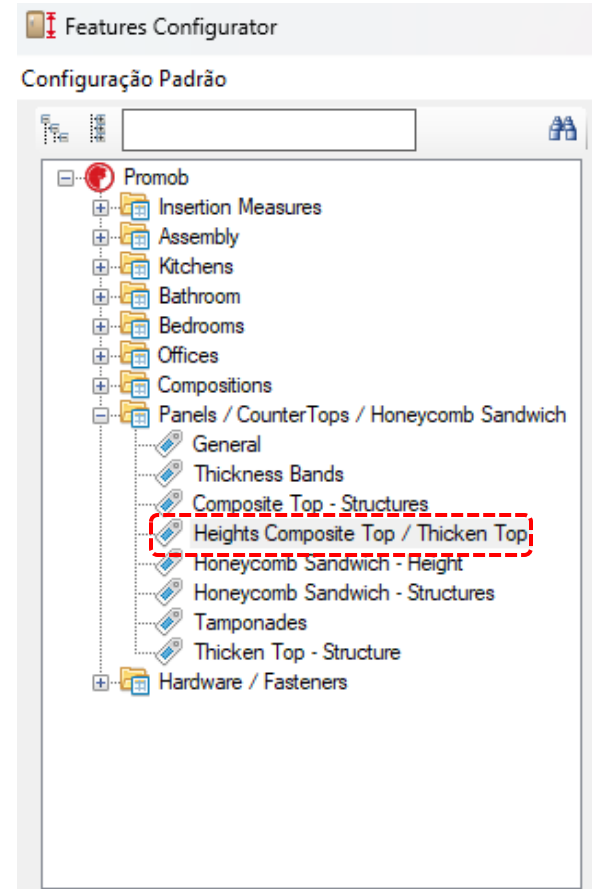 Features Configurator
Configuração Padrão
Promob
Insertion Measures
Assembly
Kitchens
Bathroom
Bedrooms
Offices
Compositions
Panels / CounterTops / Honeycomb Sandwich
General
Thickness Bands
Composite Top - Structures
Heights Composite Top / Thicken Top
Honeycomb Sandwich - Height
Honeycomb Sandwich - Structures
Tamponades
Thicken Top - Structure
Hardware / Fasteners